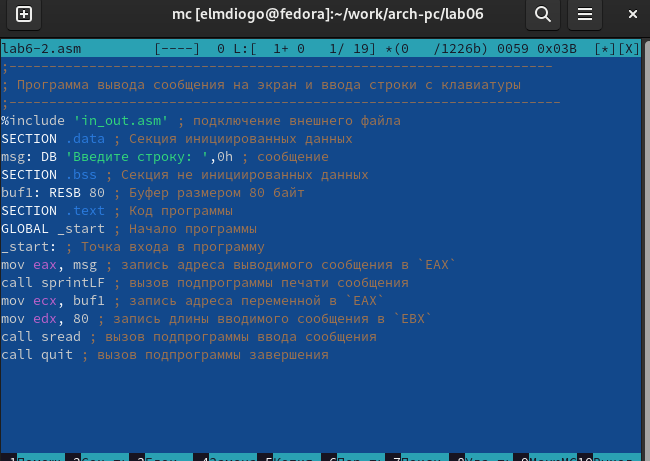 mc [elmdiogo@fedora]:~/work/arch-pc/lab06
lab6-2.asm [----] 0 L:[ 1+ 0 1/ 19] *(0 /1226b) 0059 0x03B [*][X]
;--------------------------------------------------------------------
; Программа вывода сообщения на экран и ввода строки с клавиатуры
;---------------------------------------------------------------------
%include 'in_out.asm' ; подключение внешнего файла
SECTION .data ; Секция инициированных данных
msg: DB 'Введите строку: ',0h ; сообщение
SECTION .bss ; Секция не инициированных данных
buf1: RESB 80 ; Буфер размером 80 байт
SECTION .text ; Код программы
GLOBAL _start ; Начало программы
_start: ; Точка входа в программу
mov eax, msg ; запись адреса выводимого сообщения в `EAX`
call sprintLF ; вызов подпрограммы печати сообщения
mov ecx, buf1 ; запись адреса переменной в `EAX`
mov edx, 80 ; запись длины вводимого сообщения в `EBX`
call sread ; вызов подпрограммы ввода сообщения
call quit ; вызов подпрограммы завершения